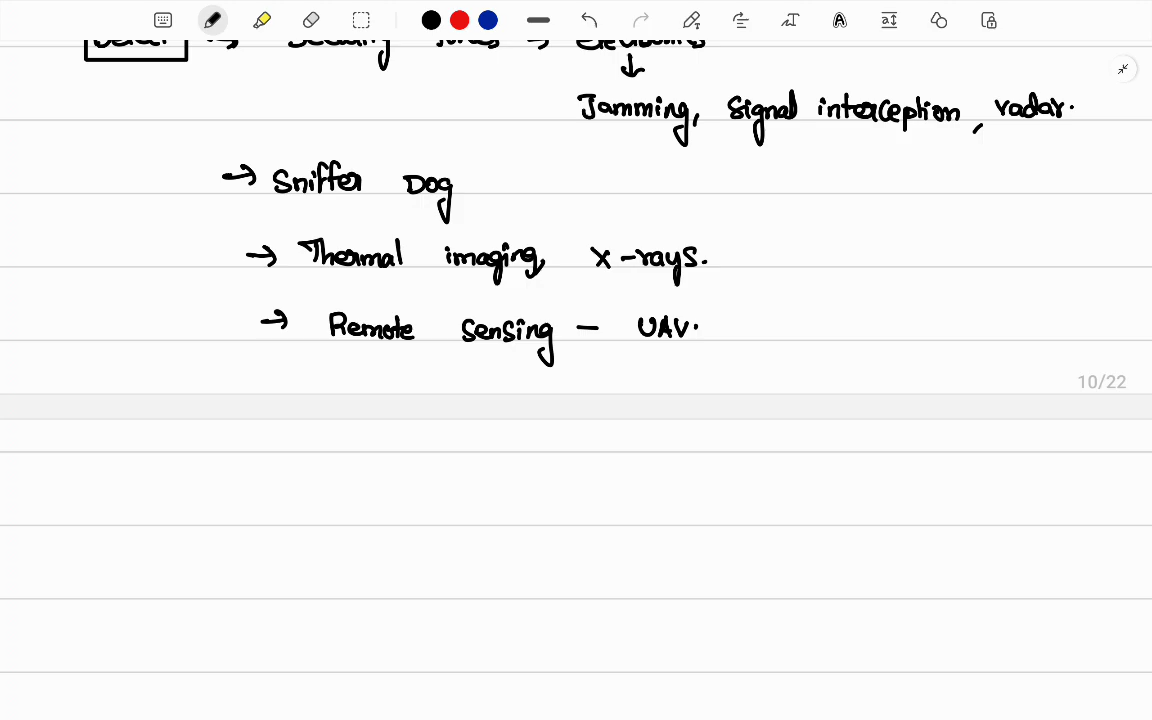 Jamming, Signal interception, radar.
→ Sniffer Dog
→ Thermal imaging, X-rays.
→ Remote Sensing - UAV.
10/22